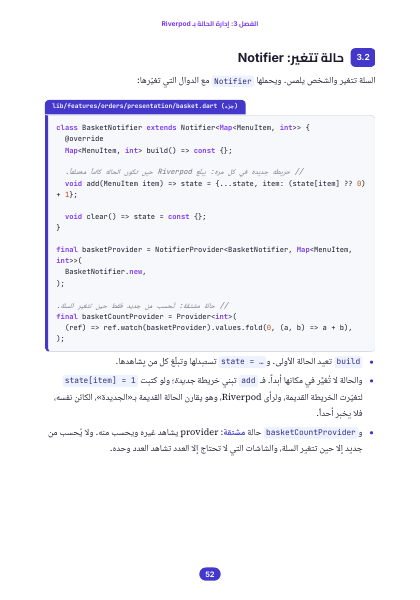 الفصل 3: إدارة الحالة بـ Riverpod
3.2 حالة تتغير: Notifier
السلة تتغير والشخص يلمس. ويحملها Notifier مع الدوال التي تغيّرها:
lib/features/orders/presentation/basket.dart (جزء)
class BasketNotifier extends Notifier<Map<MenuItem, int>> {
@override
Map<MenuItem, int> build() => const {};
// خريطة جديدة في كل مرة: يبلّغ Riverpod حين تكون الحالة كائناً مختلفاً.
void add(MenuItem item) => state = {...state, item: (state[item] ?? 0)
+ 1};
void clear() => state = const {};
}
final basketProvider = NotifierProvider<BasketNotifier, Map<MenuItem,
int>>(
BasketNotifier.new,
);
// حالة مشتقة: تُحسب من جديد فقط حين تتغير السلة.
final basketCountProvider = Provider<int>(
(ref) => ref.watch(basketProvider).values.fold(0, (a, b) => a + b),
);
• build تعيد الحالة الأولى. و state = … تستبدلها وتبلّغ كل من يشاهدها.
• والحالة لا تُغيَّر في مكانها أبداً. فـ add تبني خريطة جديدة؛ ولو كتبت state[item] = 1
لتغيّرت الخريطة القديمة، ولرأى Riverpod، وهو يقارن الحالة القديمة بـ«الجديدة»، الكائن نفسه،
فلا يخبر أحداً.
• و basketCountProvider حالة مشتقة: provider يشاهد غيره ويحسب منه. ولا يُحسب من
جديد إلا حين تتغير السلة، والشاشات التي لا تحتاج إلا العدد تشاهد العدد وحده.
52